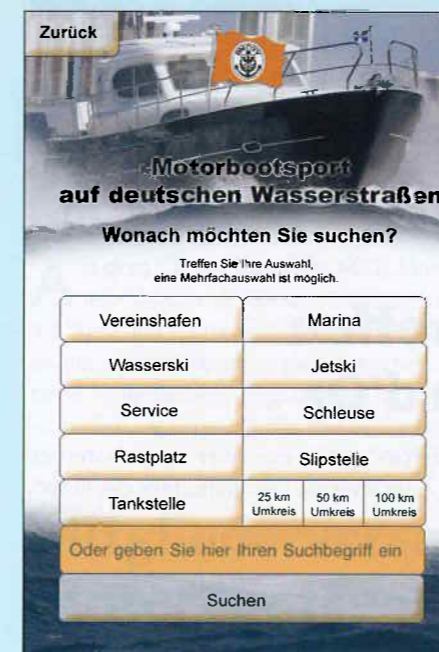 Zurück
Motorbootsport
auf deutschen Wasserstraßen
Wonach möchten Sie suchen?
Treffen Sie Ihre Auswahl,
eine Mehrfachauswahl ist möglich.
Vereinshafen Marina
Wasserski Jetski
Service Schleuse
Rastplatz Slipstelle
Tankstelle 25 km Umkreis 50 km Umkreis 100 km Umkreis
Oder geben Sie hier Ihren Suchbegriff ein
Suchen